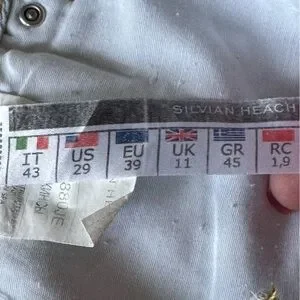 SILVIAN HEACH
IT US EU UK GR RC
43 29 39 11 45 1,9